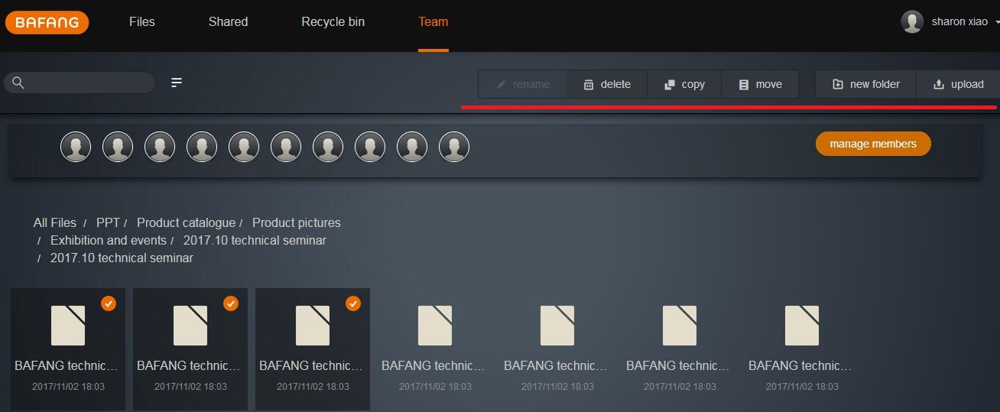 BAFANG Files Shared Recycle bin Team sharon xiao
rename delete copy move new folder upload
manage members
All Files / PPT / Product catalogue / Product pictures
/ Exhibition and events / 2017.10 technical seminar
/ 2017.10 technical seminar
BAFANG technic... BAFANG technic... BAFANG technic... BAFANG technic... BAFANG technic... BAFANG technic... BAFANG technic...
2017/11/02 18:03 2017/11/02 18:03 2017/11/02 18:03 2017/11/02 18:03 2017/11/02 18:03 2017/11/02 18:03 2017/11/02 18:03